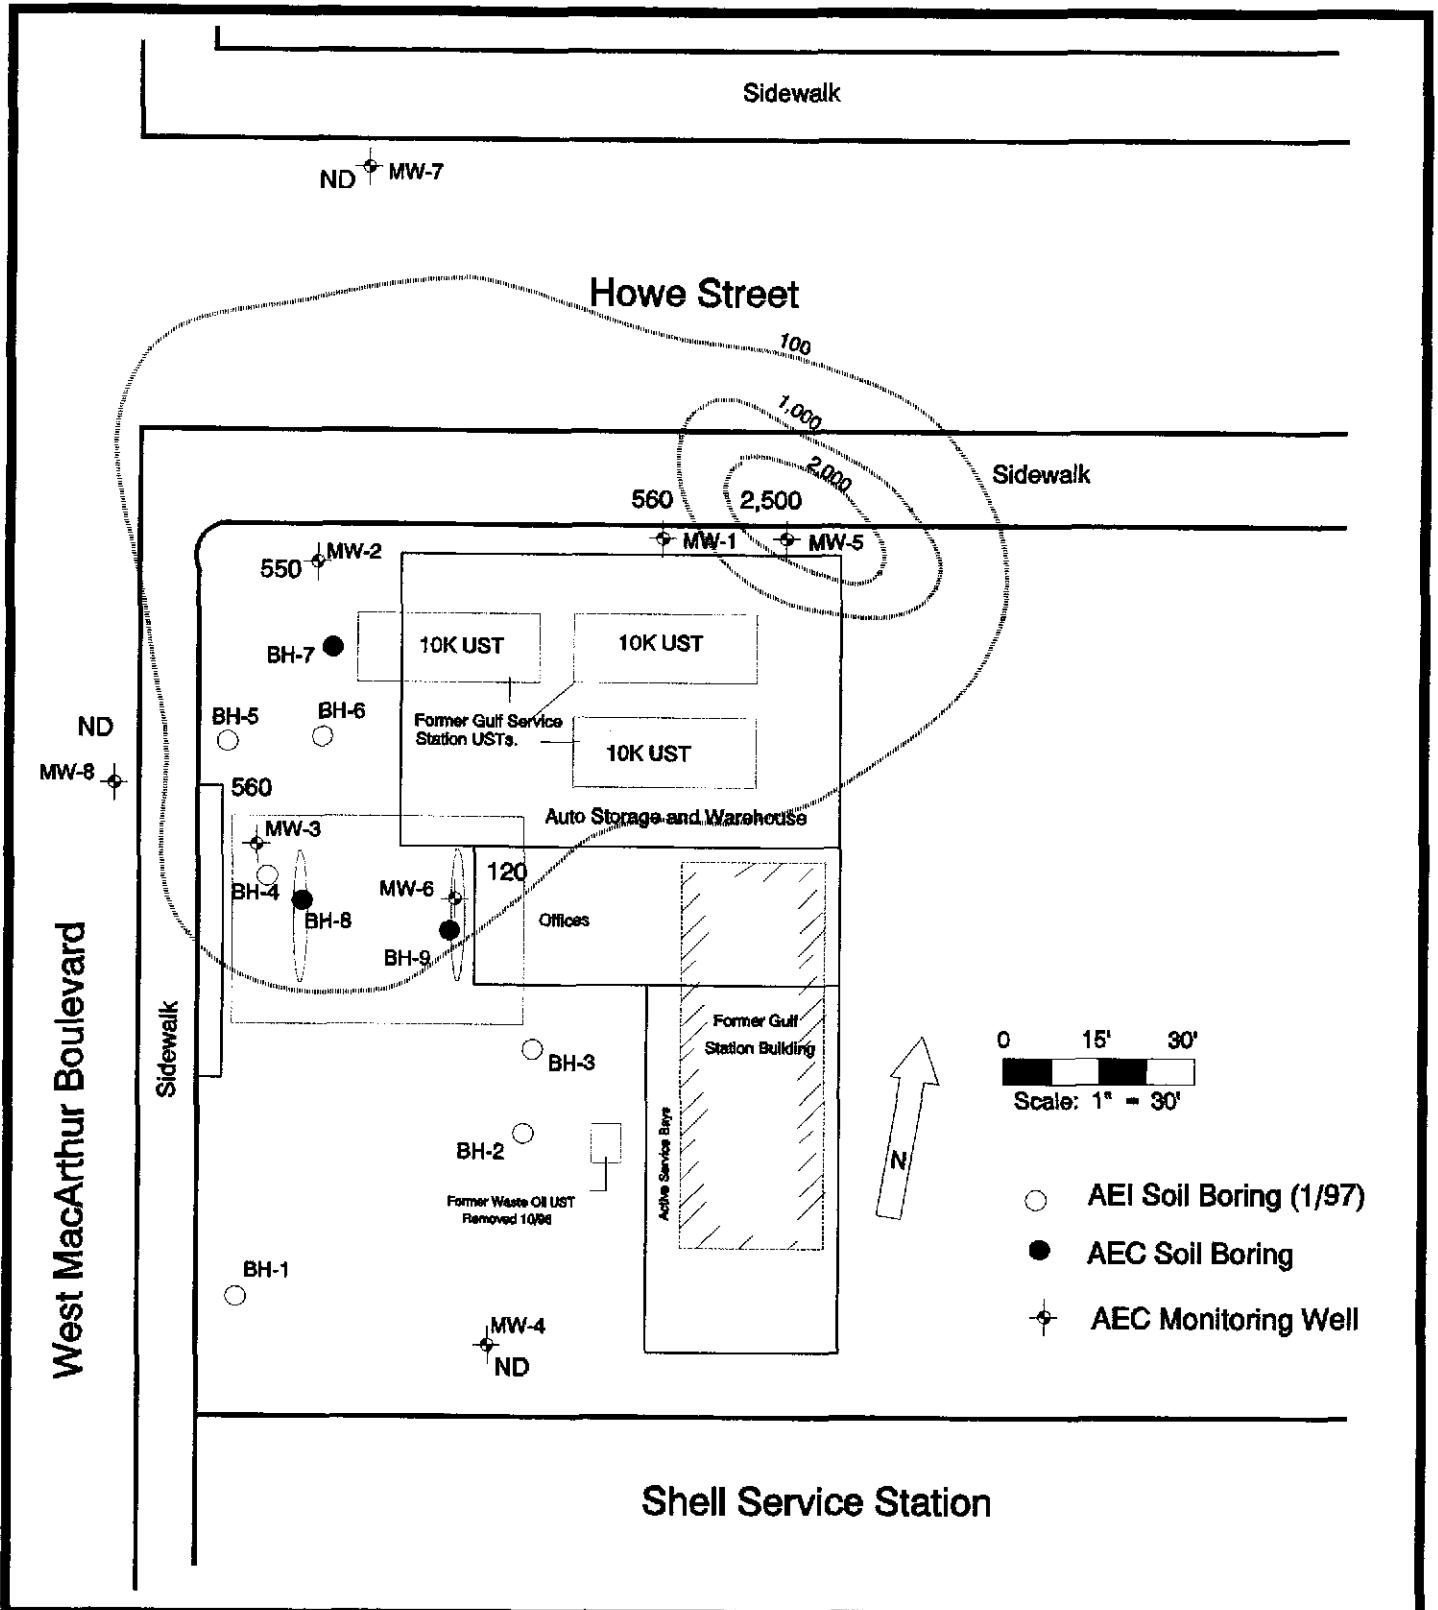 Sidewalk
ND
MW-7
Howe Street
100
1,000
2,000
Sidewalk
560
2,500
MW-1
MW-5
MW-2
550
BH-7
10K UST
10K UST
BH-5
BH-6
Former Gulf Service
Station USTs.
ND
10K UST
MW-8
560
Auto Storage and Warehouse
MW-3
120
BH-4
MW-6
BH-8
Offices
BH-9
West MacArthur Boulevard
Sidewalk
Former Gulf
Station Building
BH-3
0 15' 30'
Scale: 1" = 30'
BH-2
Active Service Bays
N
Former Waste Oil UST
Removed 10/96
AEI Soil Boring (1/97)
AEC Soil Boring
BH-1
AEC Monitoring Well
MW-4
ND
Shell Service Station